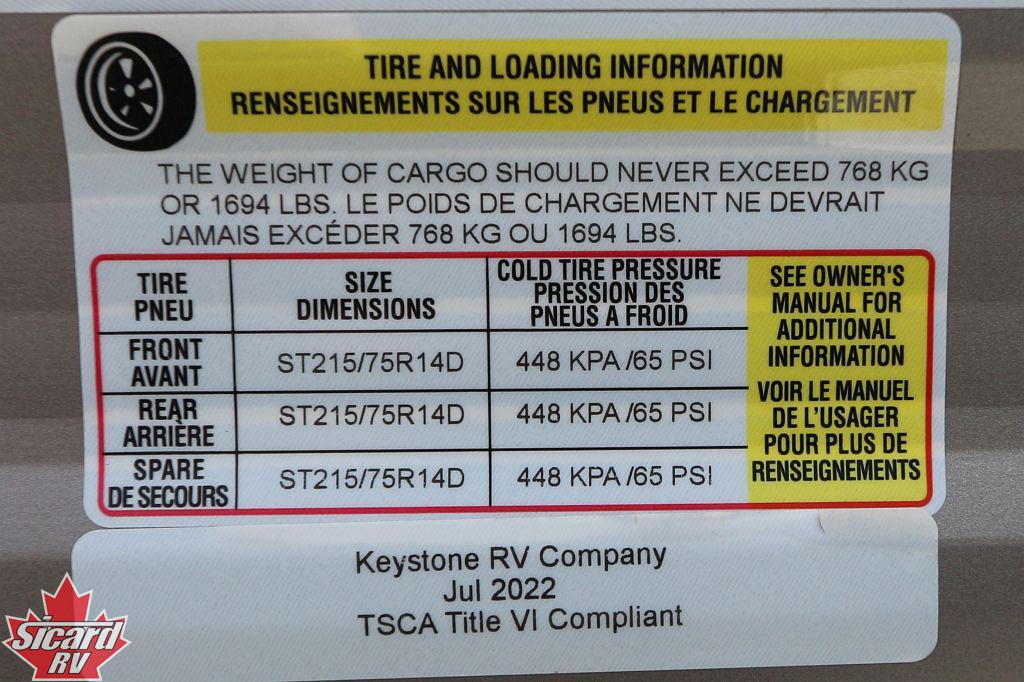 TIRE AND LOADING INFORMATION
RENSEIGNEMENTS SUR LES PNEUS ET LE CHARGEMENT
THE WEIGHT OF CARGO SHOULD NEVER EXCEED 768 KG
OR 1694 LBS. LE POIDS DE CHARGEMENT NE DEVRAIT
JAMAIS EXCÉDER 768 KG OU 1694 LBS.
TIRE
PNEU
SIZE
DIMENSIONS
COLD TIRE PRESSURE
PRESSION DES
PNEUS A FROID
FRONT
AVANT
ST215/75R14D
448 KPA /65 PSI
REAR
ARRIÈRE
ST215/75R14D
448 KPA /65 PSI
SPARE
DE SECOURS
ST215/75R14D
448 KPA /65 PSI
SEE OWNER'S
MANUAL FOR
ADDITIONAL
INFORMATION
VOIR LE MANUEL
DE L'USAGER
POUR PLUS DE
RENSEIGNEMENTS
Keystone RV Company
Jul 2022
TSCA Title VI Compliant
Sicard
RV